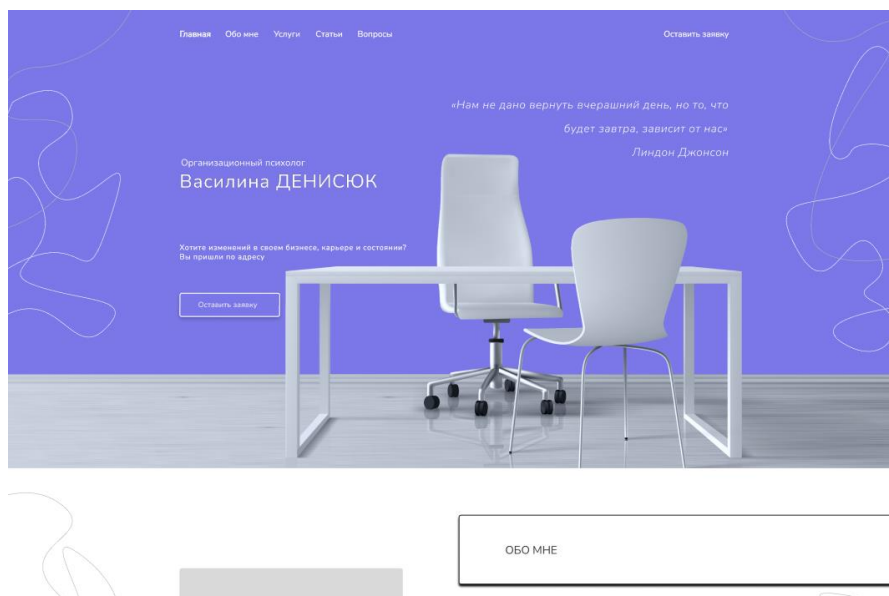 Главная Обо мне Услуги Статьи Вопросы Оставить заявку
«Нам не дано вернуть вчерашний день, но то, что
будет завтра, зависит от нас»
Линдон Джонсон
Организационный психолог
Василина ДЕНИСЮК
Хотите изменений в своем бизнесе, карьере и состоянии?
Вы пришли по адресу
Оставить заявку
ОБО МНЕ